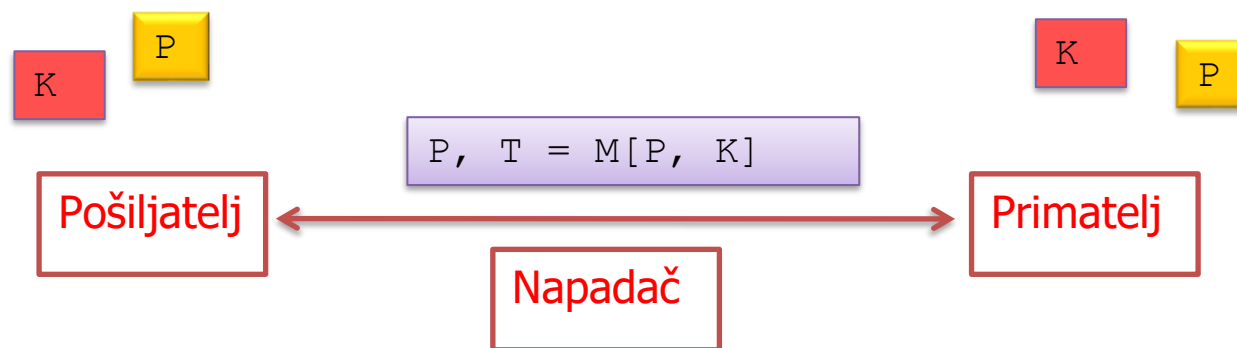 P
K
K
P
P, T = M[P, K]
Pošiljatelj
Primatelj
Napadač